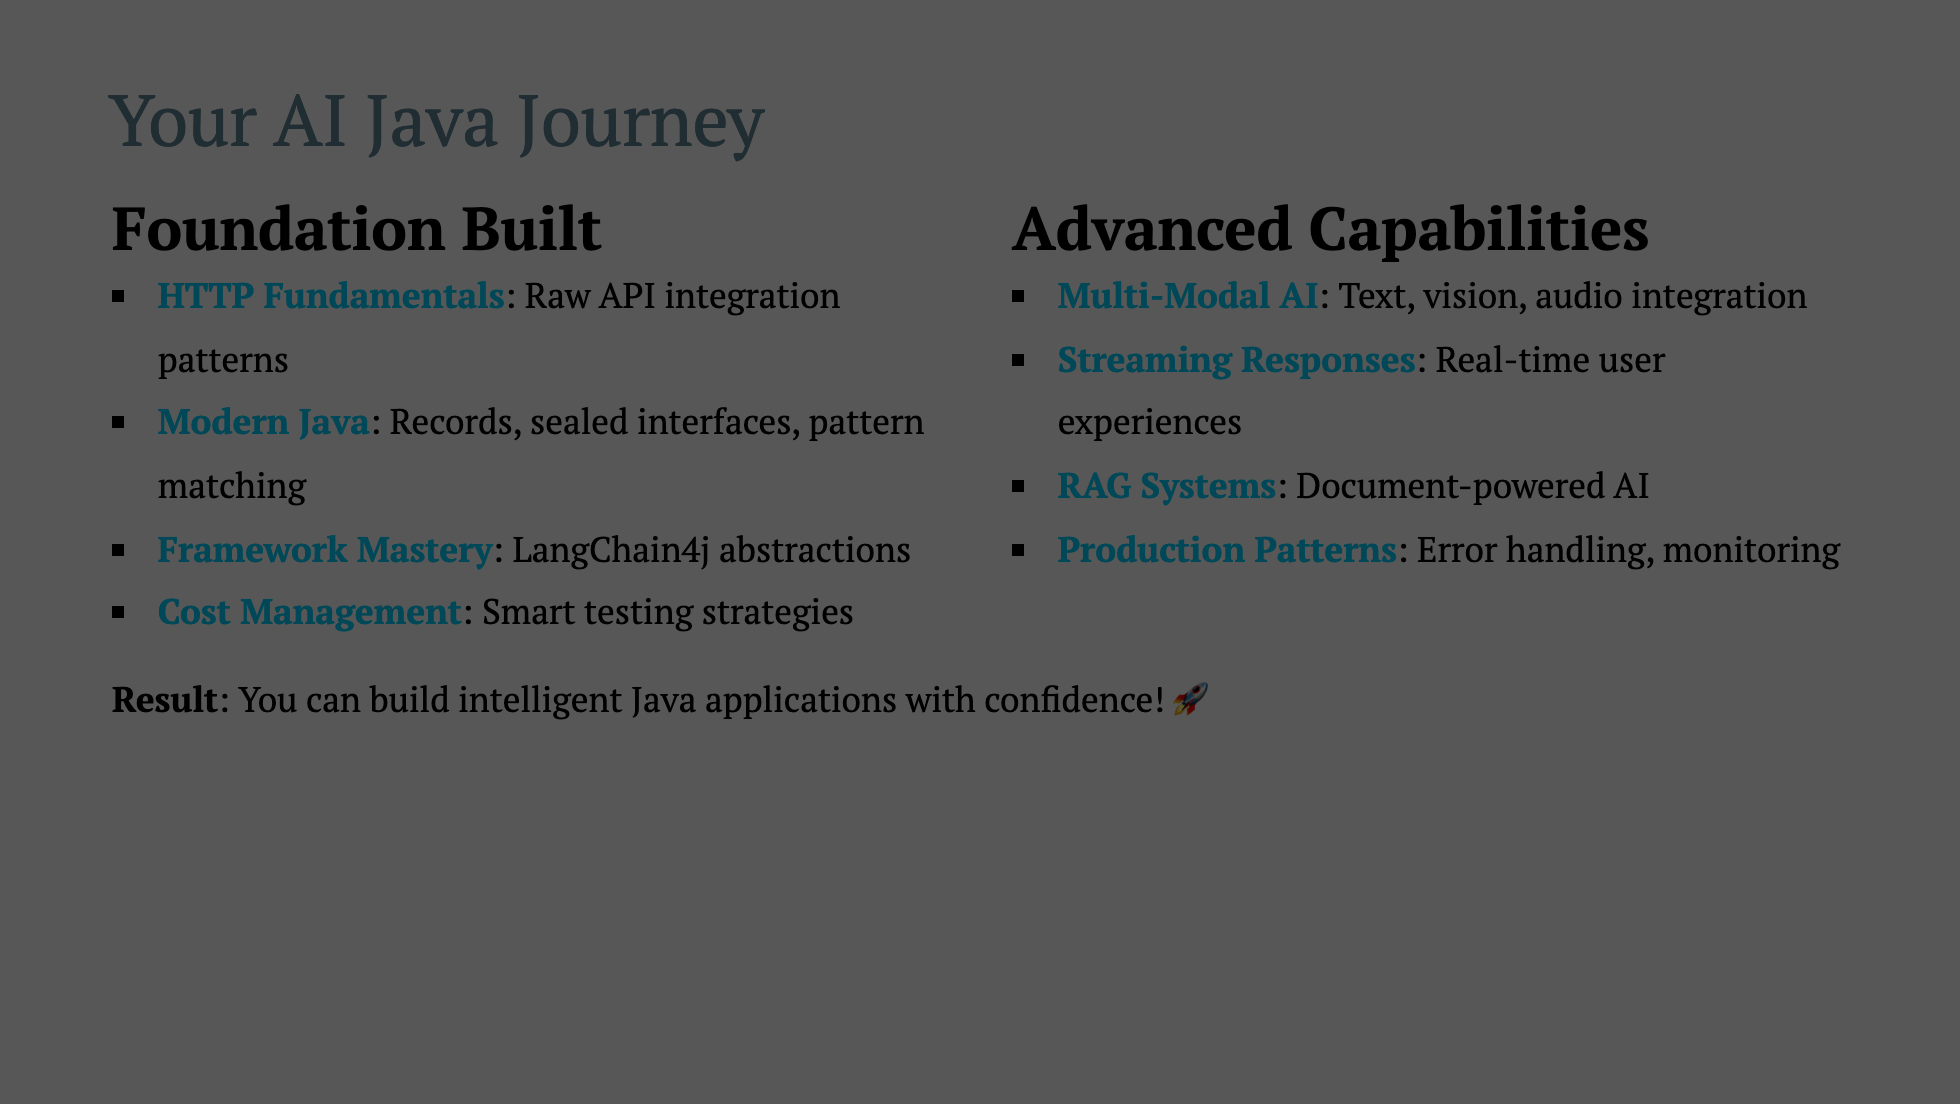 Your AI Java Journey
Foundation Built
▪ HTTP Fundamentals: Raw API integration
patterns
▪ Modern Java: Records, sealed interfaces, pattern
matching
▪ Framework Mastery: LangChain4j abstractions
▪ Cost Management: Smart testing strategies
Advanced Capabilities
▪ Multi-Modal AI: Text, vision, audio integration
▪ Streaming Responses: Real-time user
experiences
▪ RAG Systems: Document-powered AI
▪ Production Patterns: Error handling, monitoring
Result: You can build intelligent Java applications with confidence! 🚀